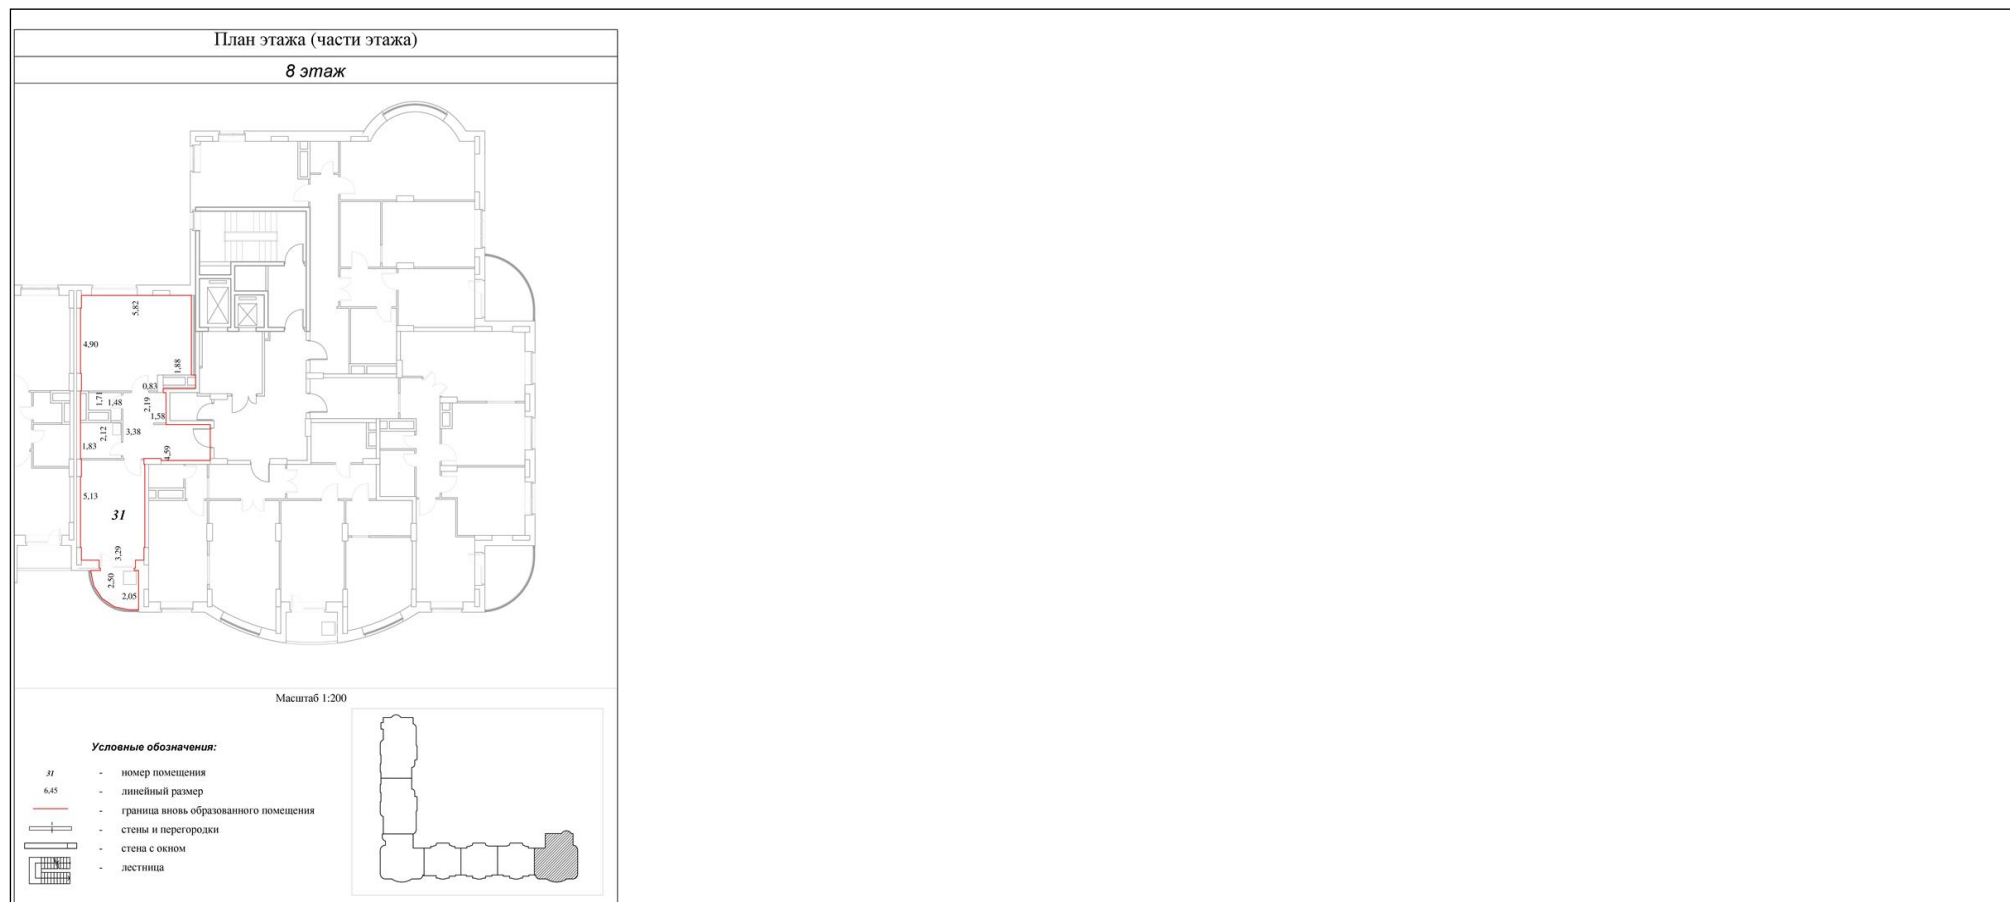 План этажа (части этажа)
8 этаж
5,82
4,90
1,88
0,83
1,71
1,48
2,19
1,58
2,12
3,38
1,83
4,59
5,13
31
3,29
2,50
2,05
Масштаб 1:200
Условные обозначения:
31 - номер помещения
6,45 - линейный размер
- граница вновь образованного помещения
- стены и перегородки
- стена с окном
- лестница